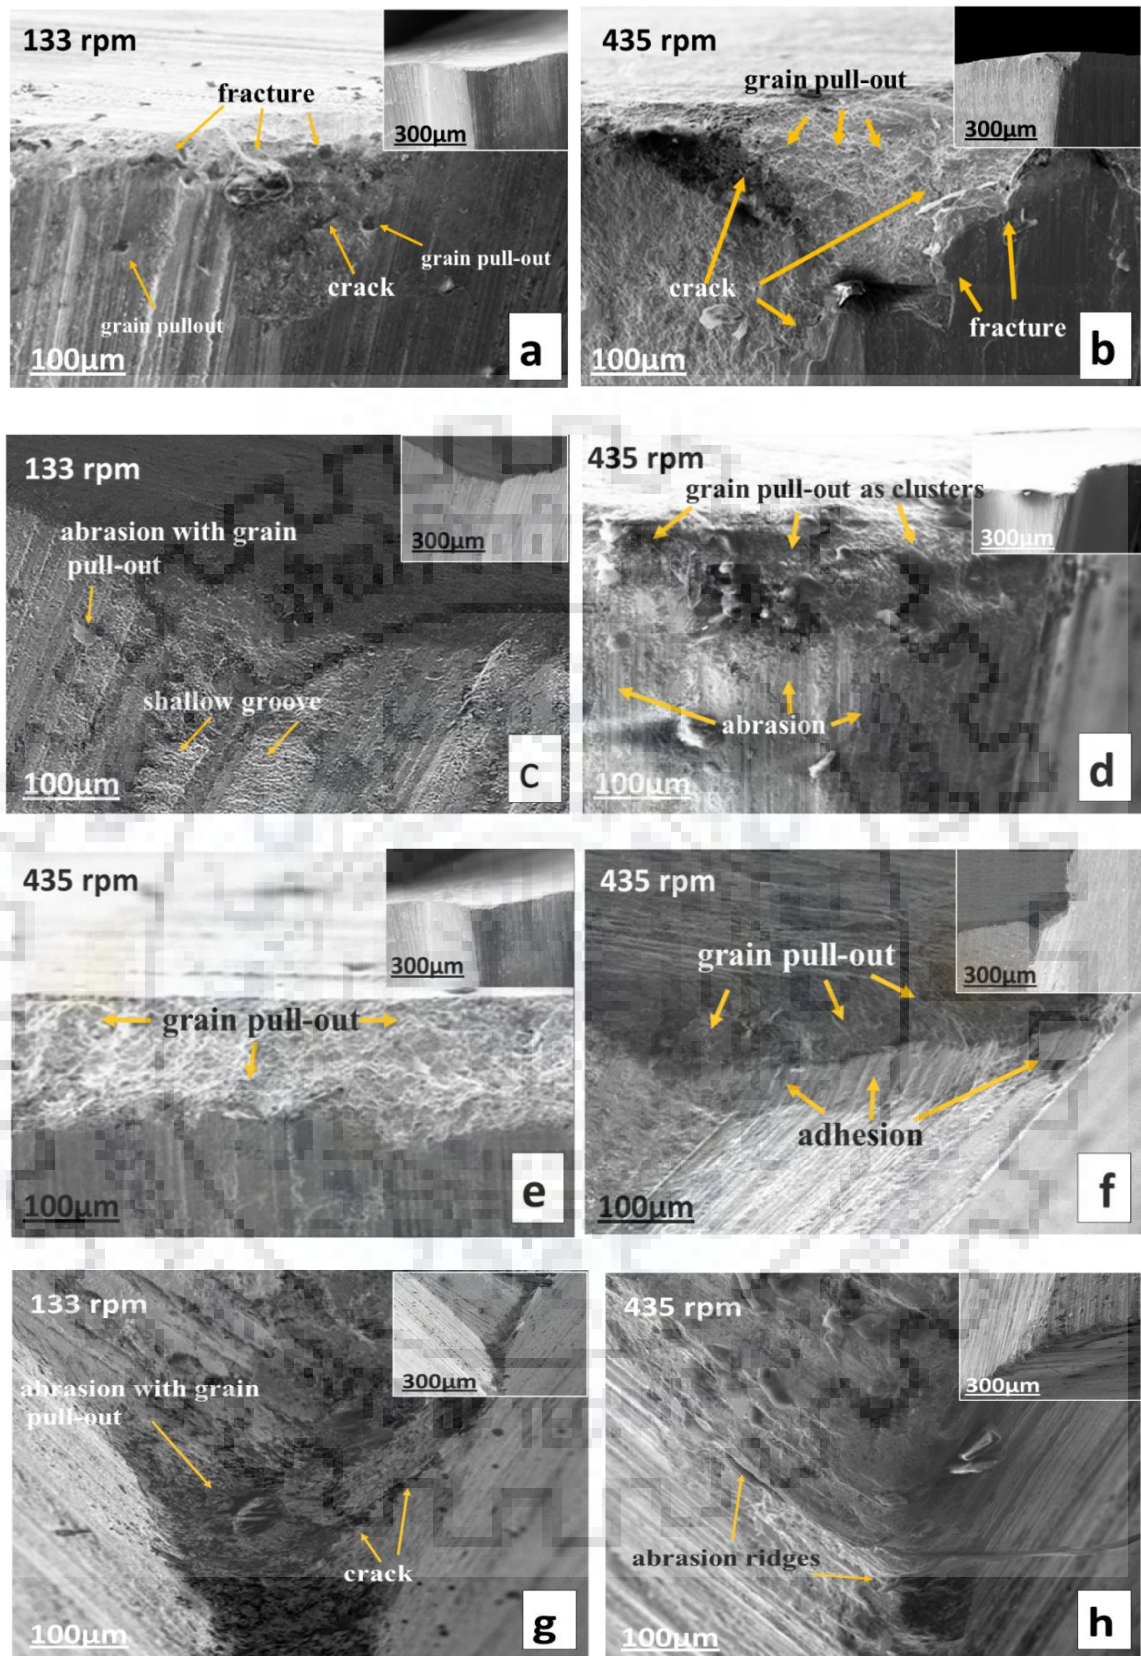 133 rpm
300µm
fracture
grain pull-out
crack
grain pullout
100µm
a
435 rpm
grain pull-out
300µm
crack
fracture
100µm
b
133 rpm
300µm
abrasion with grain
pull-out
shallow groove
100µm
c
435 rpm
grain pull-out as clusters
300µm
abrasion
100µm
d
435 rpm
300µm
grain pull-out
100µm
e
435 rpm
grain pull-out
300µm
adhesion
100µm
f
133 rpm
300µm
abrasion with grain
pull-out
crack
100µm
g
435 rpm
300µm
abrasion ridges
100µm
h